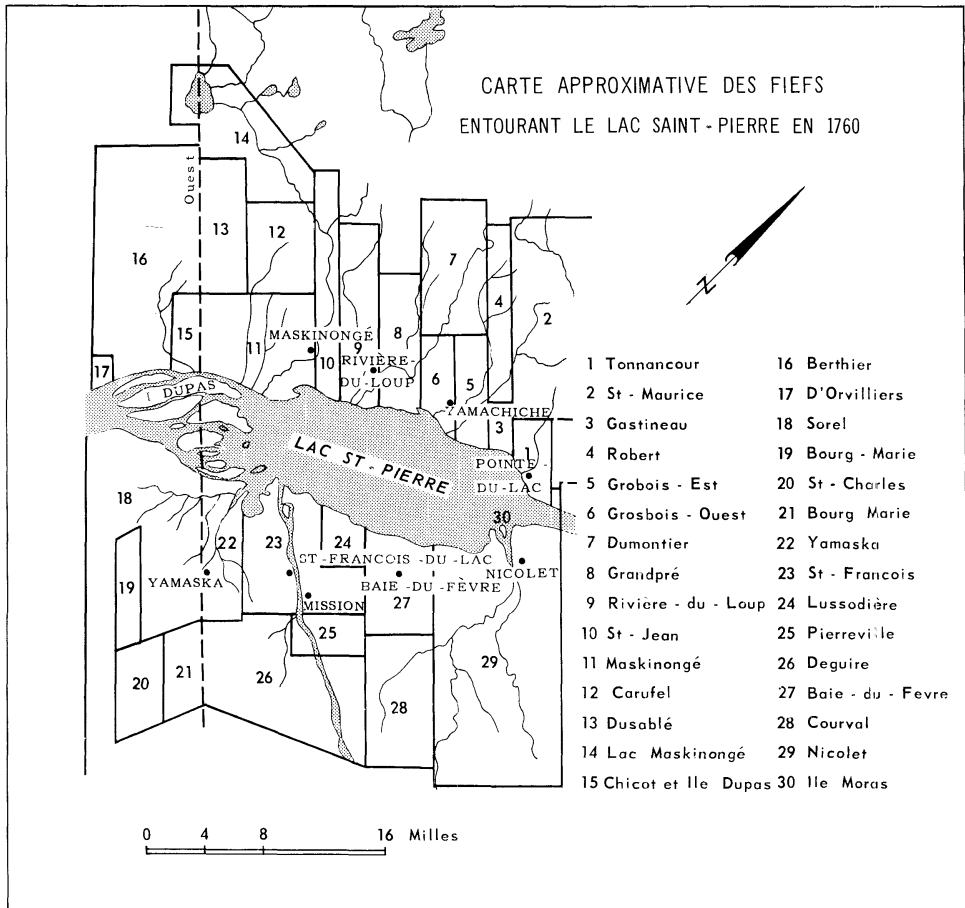 CARTE APPROXIMATIVE DES FIEFS
ENTOURANT LE LAC SAINT - PIERRE EN 1760
N
Ouest
14
13
12
16
7
4
2
15
11
MASKINONGÉ
10
9
RIVIÈRE-
DU-LOUP
8
6
5
YAMACHICHE
17
I DUPAS
3
1
LAC ST - PIERRE
POINTE -
DU-LAC
30
18
22
23
24
ST-FRANCOIS-DU-LAC
NICOLET
19
YAMASKA
BAIE-DU-FÈVRE
MISSION
27
25
20
21
26
28
29
1 Tonnancour
2 St - Maurice
3 Gastineau
4 Robert
5 Grobois - Est
6 Grosbois - Ouest
7 Dumontier
8 Grandpré
9 Rivière - du - Loup
10 St - Jean
11 Maskinongé
12 Carufel
13 Dusablé
14 Lac Maskinongé
15 Chicot et Ile Dupas
16 Berthier
17 D'Orvilliers
18 Sorel
19 Bourg - Marie
20 St - Charles
21 Bourg Marie
22 Yamaska
23 St - Francois
24 Lussodière
25 Pierreville
26 Deguire
27 Baie - du - Fevre
28 Courval
29 Nicolet
30 Ile Moras
0 4 8 16 Milles